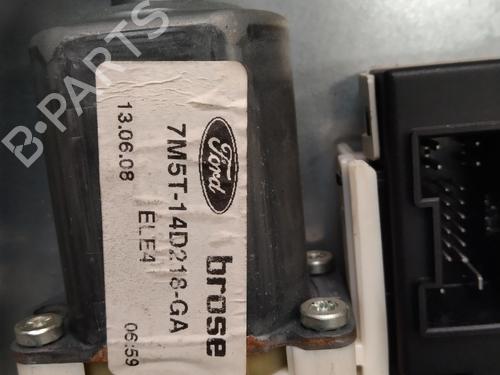 B-PARTS
Ford
brose
7M5T-14D218-GA
13.06.08 ELE4 06:59